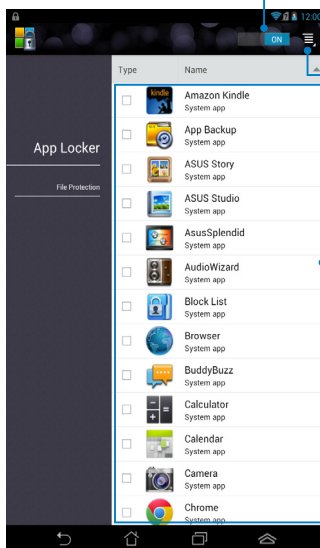 12:00
ON
Type Name
App Locker
File Protection
kindle
Amazon Kindle
System app
App Backup
System app
ASUS Story
System app
ASUS Studio
System app
AsusSplendid
System app
AudioWizard
System app
Block List
System app
Browser
System app
BuddyBuzz
System app
Calculator
System app
Calendar
System app
Camera
System app
Chrome
System app